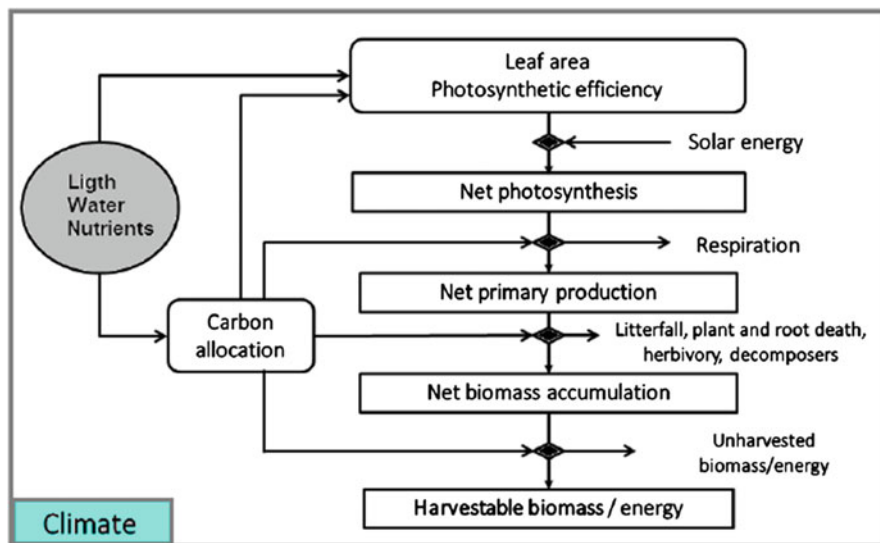 Leaf area
Photosynthetic efficiency
Solar energy
Ligth
Water
Nutrients
Net photosynthesis
Respiration
Net primary production
Carbon
allocation
Litterfall, plant and root death,
herbivory, decomposers
Net biomass accumulation
Unharvested
biomass/energy
Harvestable biomass / energy
Climate